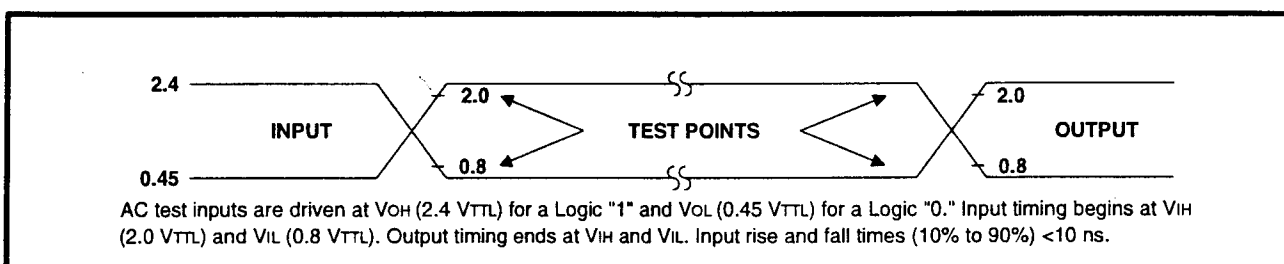 2.4
2.0
2.0
INPUT
TEST POINTS
OUTPUT
0.8
0.8
0.45
AC test inputs are driven at VOH (2.4 VTTL) for a Logic "1" and VOL (0.45 VTTL) for a Logic "0." Input timing begins at VIH
(2.0 VTTL) and VIL (0.8 VTTL). Output timing ends at VIH and VIL. Input rise and fall times (10% to 90%) <10 ns.